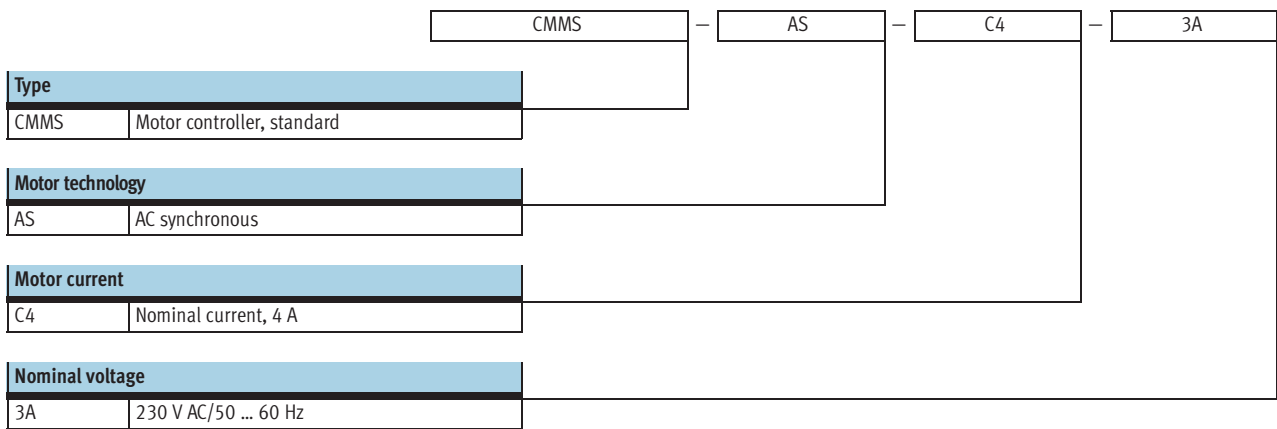 CMMS – AS – C4 – 3A
Type
CMMS Motor controller, standard
Motor technology
AS AC synchronous
Motor current
C4 Nominal current, 4 A
Nominal voltage
3A 230 V AC/50 ... 60 Hz